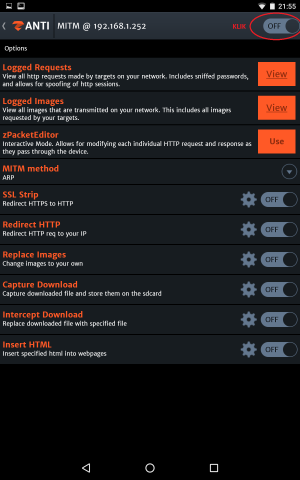 21:55
ANTI
MITM @ 192.168.1.252
KLIK
OFF
Options
Logged Requests
View all http requests made by targets on your network. Includes sniffed passwords,
and allows for spoofing of http sessions.
View
Logged Images
View all images that are transmitted on your network. This includes all images
requested by your targets.
View
zPacketEditor
Interactive Mode. Allows for modifying each individual HTTP request and response as
they pass through the device.
Use
MITM method
ARP
SSL Strip
Redirect HTTPS to HTTP
OFF
Redirect HTTP
Redirect HTTP req to your IP
OFF
Replace Images
Change images to your own
OFF
Capture Download
Capture downloaded file and store them on the sdcard
OFF
Intercept Download
Replace downloaded file with specified file
OFF
Insert HTML
Insert specified html into webpages
OFF